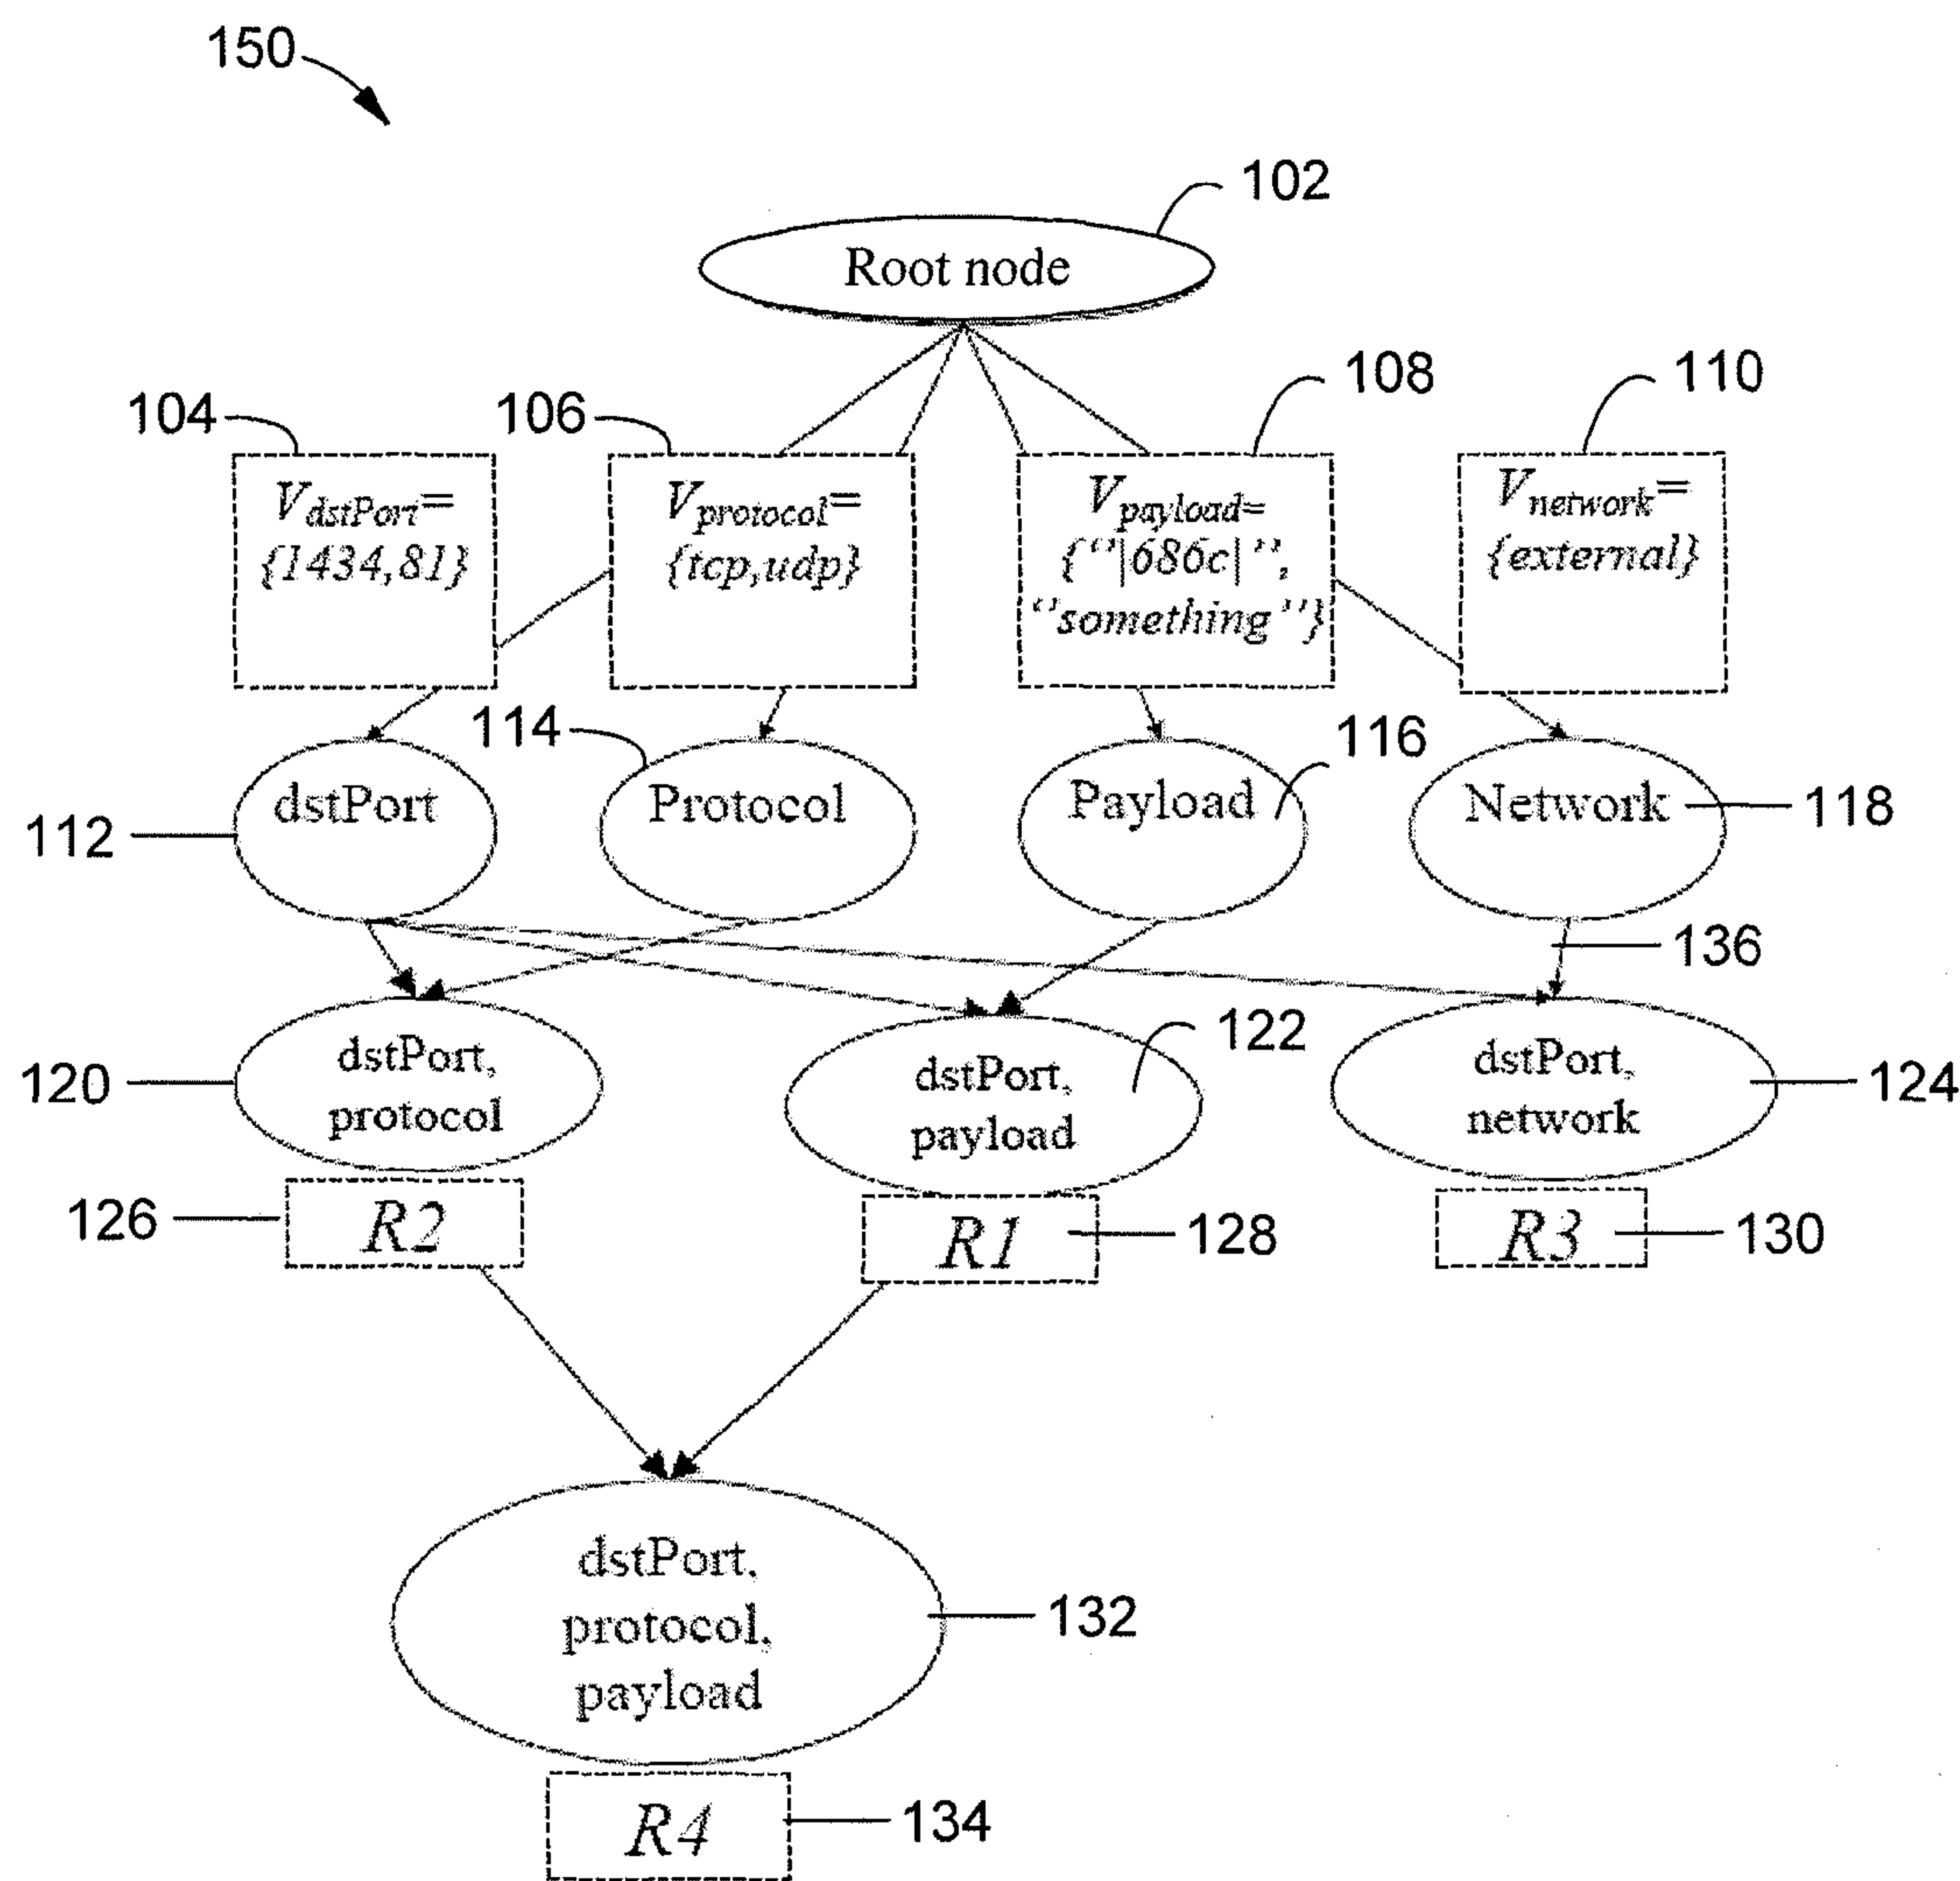 150
102
Root node
104
106
108
110
VdstPort=
{1434,81}
Vprotocol=
{tcp,udp}
Vpayload=
{‘‘|686c|’’,
‘‘something’’}
Vnetwork=
{external}
112
dstPort
114
Protocol
116
Payload
Network
118
136
120
dstPort,
protocol
122
dstPort,
payload
dstPort,
network
124
126
R2
R1
128
R3
130
dstPort,
protocol,
payload
132
R4
134